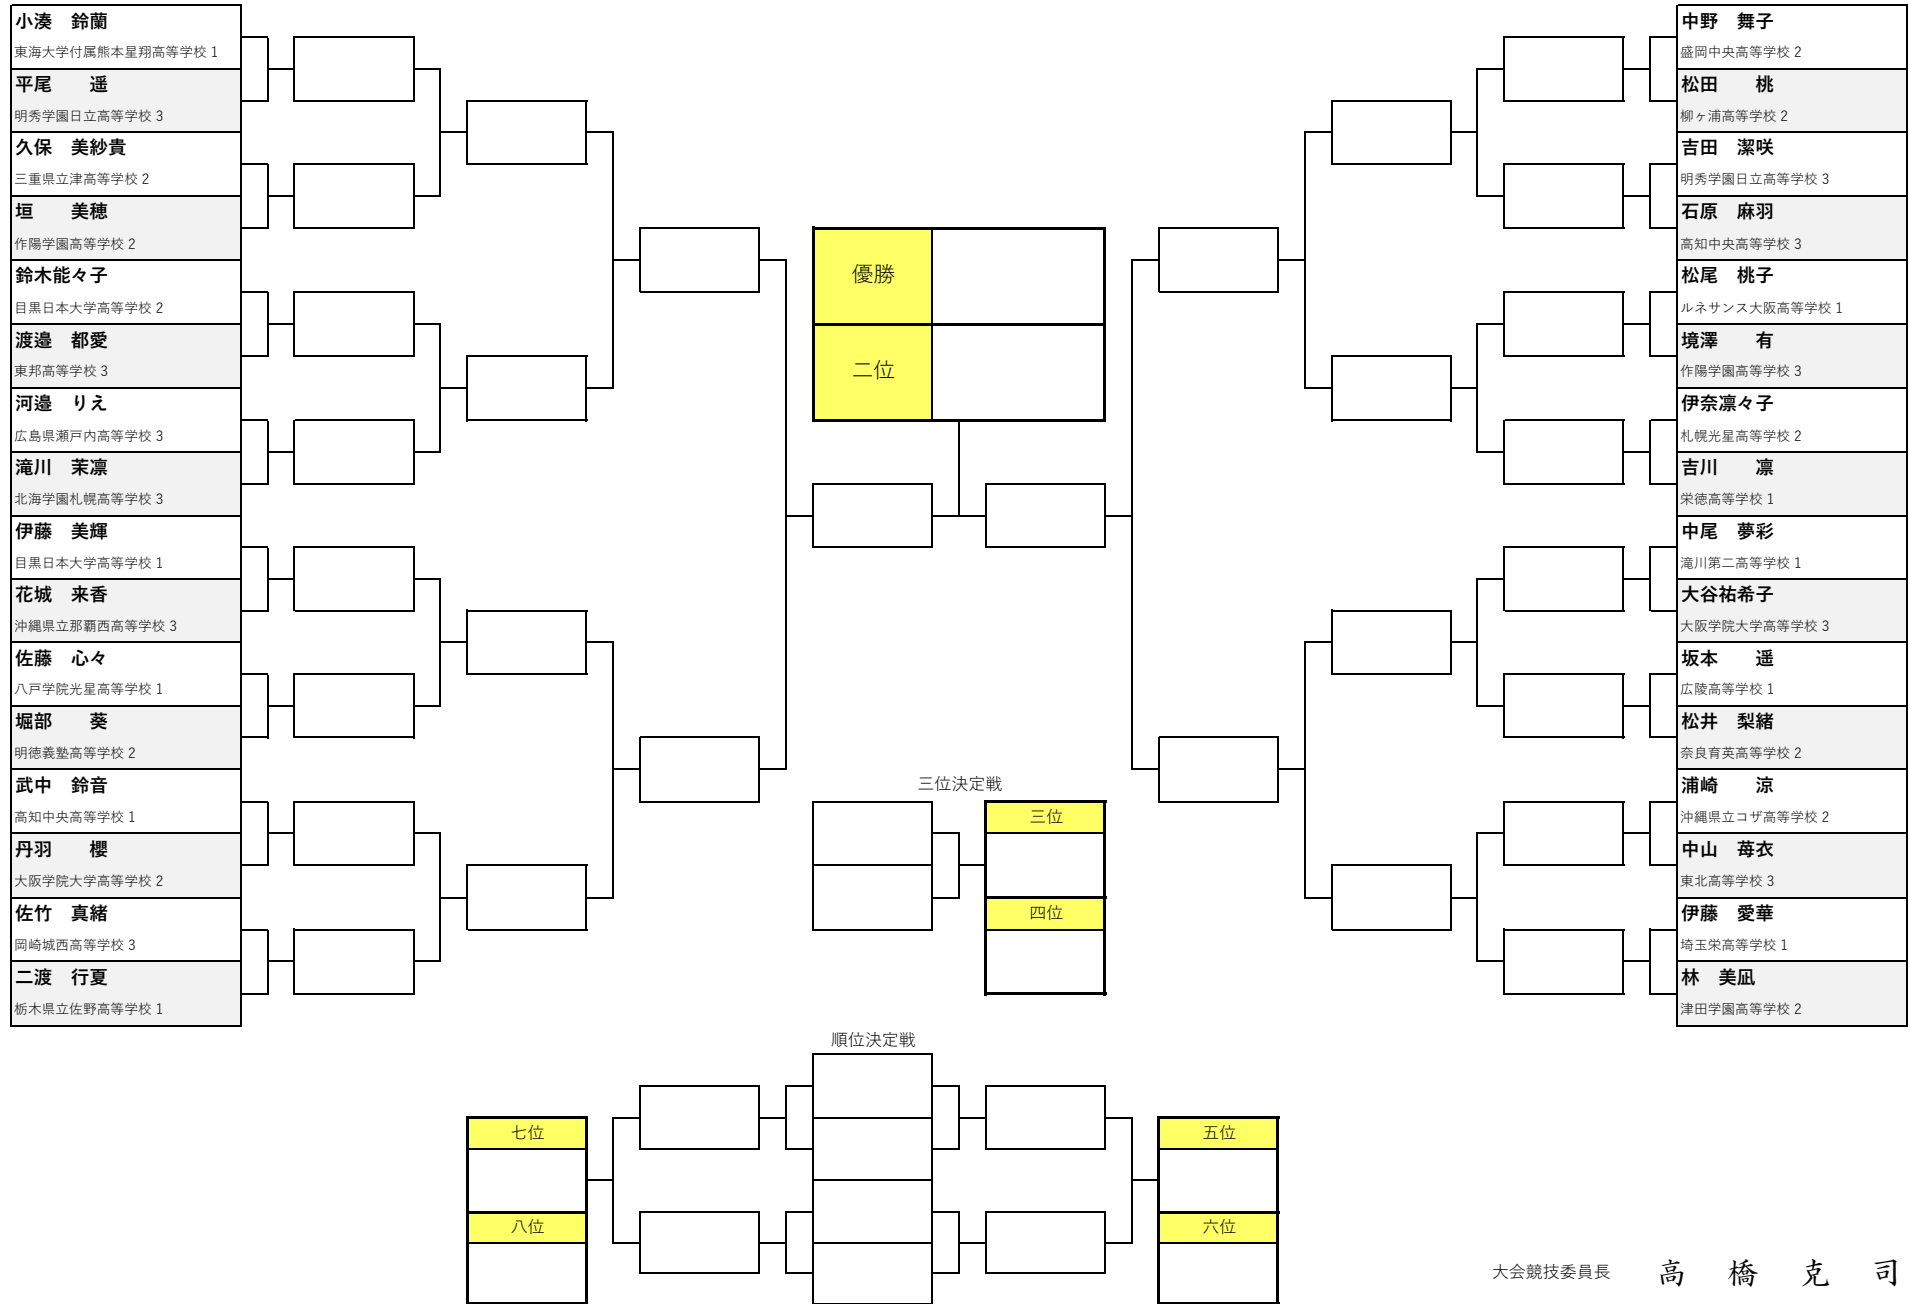 小湊　鈴蘭
東海大学付属熊本星翔高等学校 1
平尾　　遥
明秀学園日立高等学校 3
久保　美紗貴
三重県立津高等学校 2
垣　　美穂
作陽学園高等学校 2
鈴木能々子
目黒日本大学高等学校 2
渡邉　都愛
東邦高等学校 3
河邉　りえ
広島県瀬戸内高等学校 3
滝川　茉凛
北海学園札幌高等学校 3
伊藤　美輝
目黒日本大学高等学校 1
花城　来香
沖縄県立那覇西高等学校 3
佐藤　心々
八戸学院光星高等学校 1
堀部　　葵
明徳義塾高等学校 2
武中　鈴音
高知中央高等学校 1
丹羽　　櫻
大阪学院大学高等学校 2
佐竹　真緒
岡崎城西高等学校 3
二渡　行夏
栃木県立佐野高等学校 1
優勝
二位
三位決定戦
三位
四位
中野　舞子
盛岡中央高等学校 2
松田　　桃
柳ヶ浦高等学校 2
吉田　潔咲
明秀学園日立高等学校 3
石原　麻羽
高知中央高等学校 3
松尾　桃子
ルネサンス大阪高等学校 1
境澤　　有
作陽学園高等学校 3
伊奈凛々子
札幌光星高等学校 2
吉川　　凛
栄徳高等学校 1
中尾　夢彩
滝川第二高等学校 1
大谷祐希子
大阪学院大学高等学校 3
坂本　　遥
広陵高等学校 1
松井　梨緒
奈良育英高等学校 2
浦崎　　涼
沖縄県立コザ高等学校 2
中山　苺衣
東北高等学校 3
伊藤　愛華
埼玉栄高等学校 1
林　美凪
津田学園高等学校 2
順位決定戦
七位
八位
五位
六位
大会競技委員長　高　橋　克　司